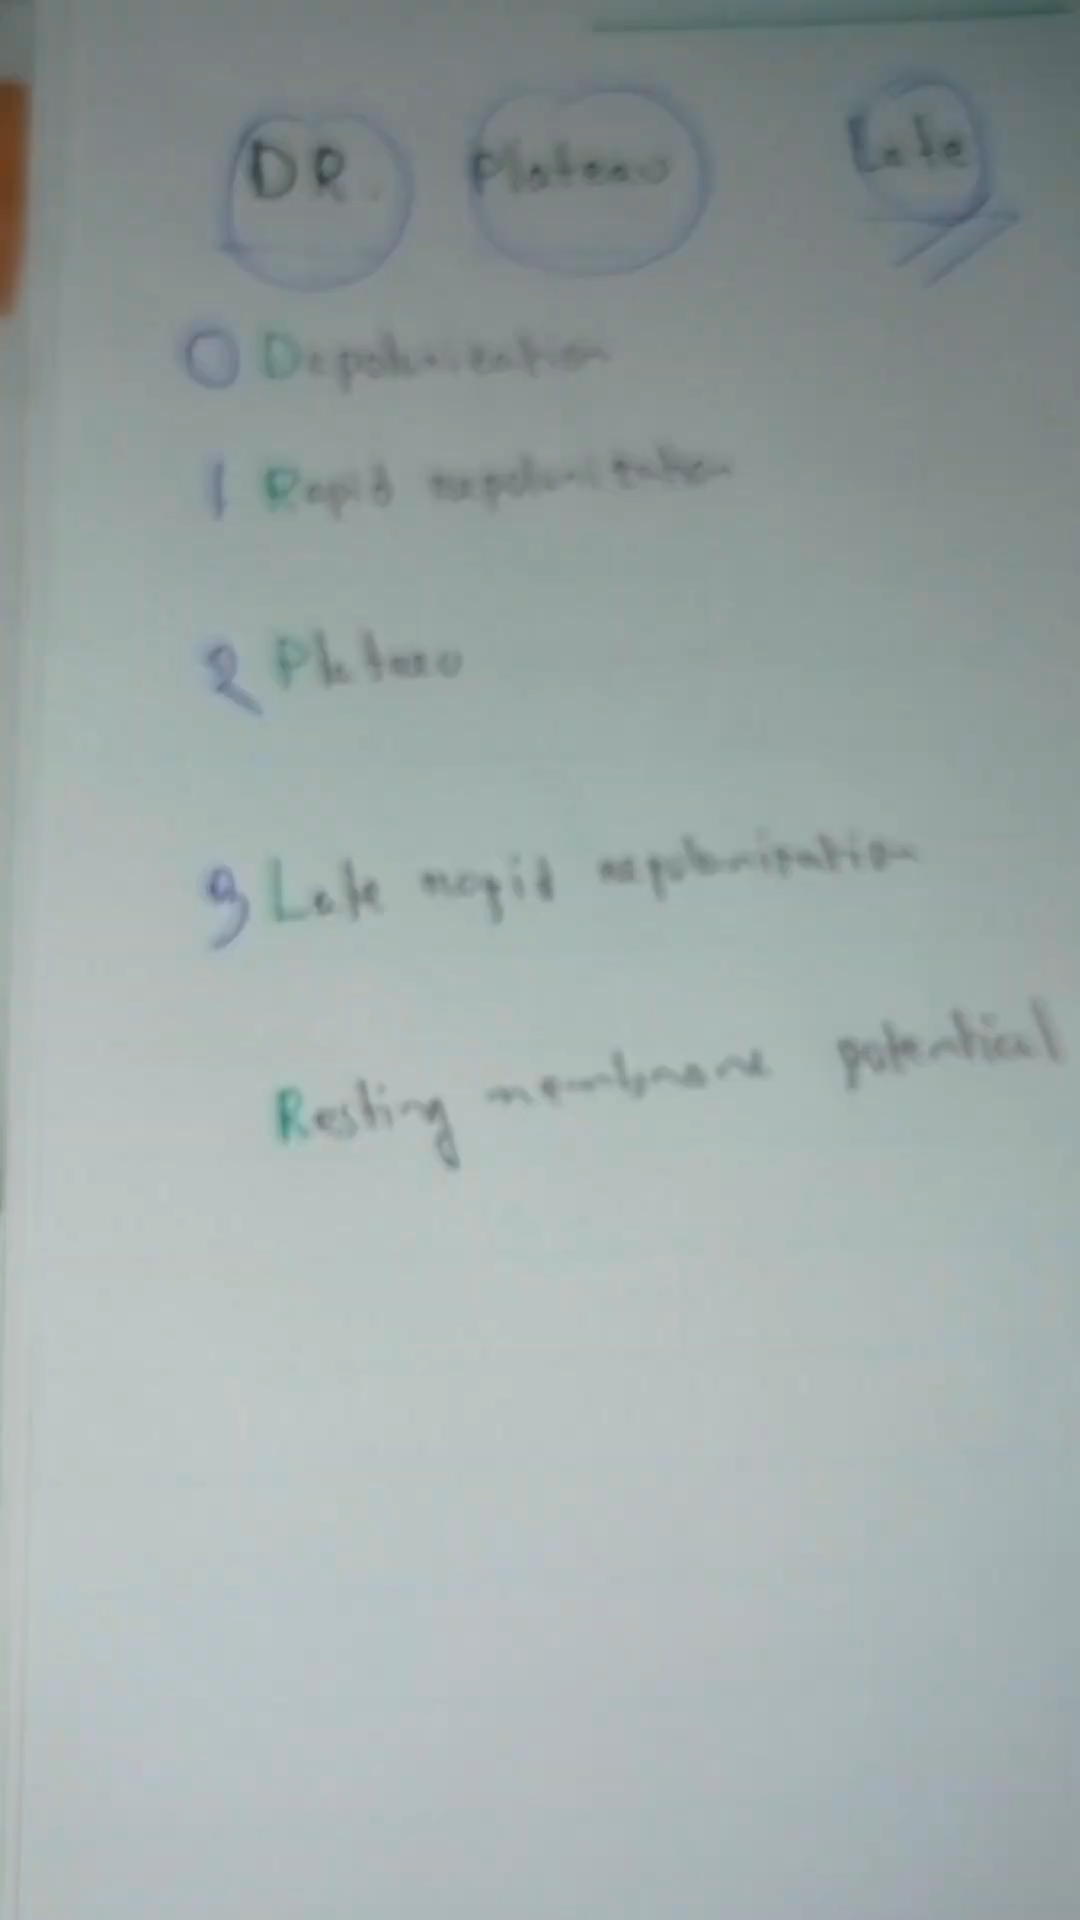 DR. Plateau Late
0 Depolarization
1 Rapid repolarization
2 Plateau
3 Late rapid repolarization
Resting membrane potential